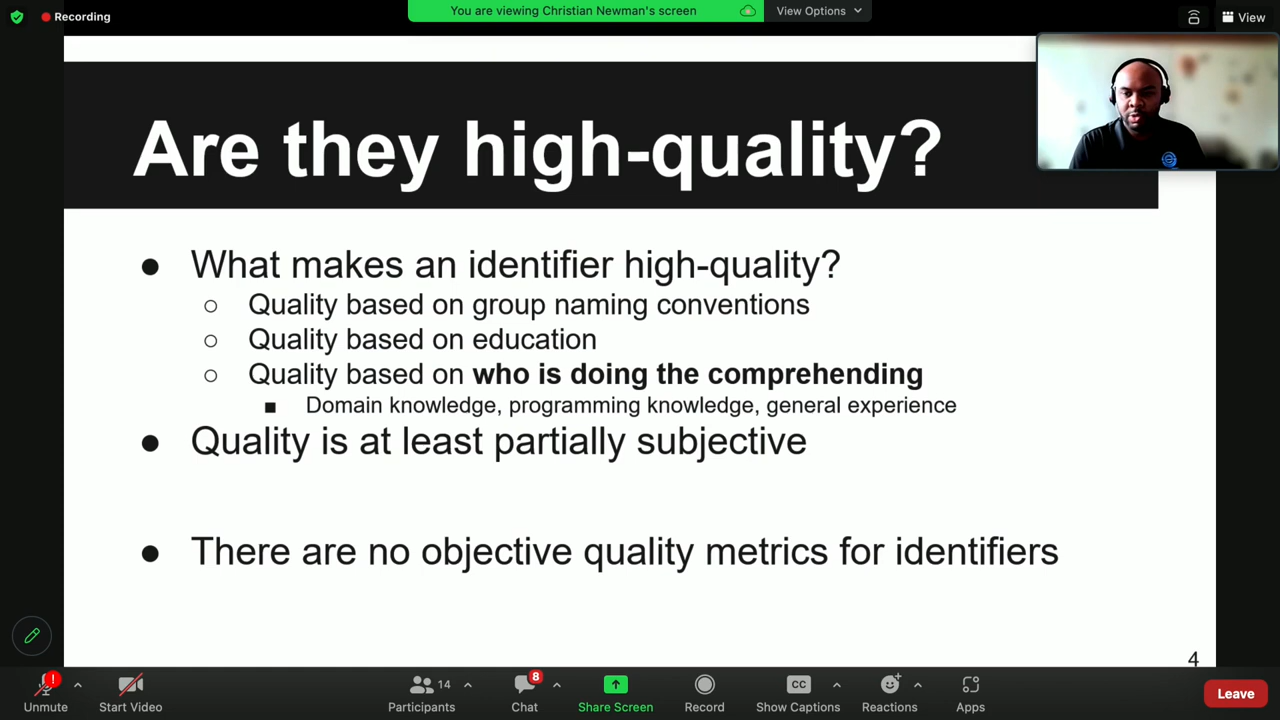 Recording
You are viewing Christian Newman's screen
View Options
View
Are they high-quality?
● What makes an identifier high-quality?
○ Quality based on group naming conventions
○ Quality based on education
○ Quality based on who is doing the comprehending
■ Domain knowledge, programming knowledge, general experience
● Quality is at least partially subjective
● There are no objective quality metrics for identifiers
4
Unmute
Start Video
14
Participants
8
Chat
Share Screen
Record
CC
Show Captions
Reactions
Apps
Leave